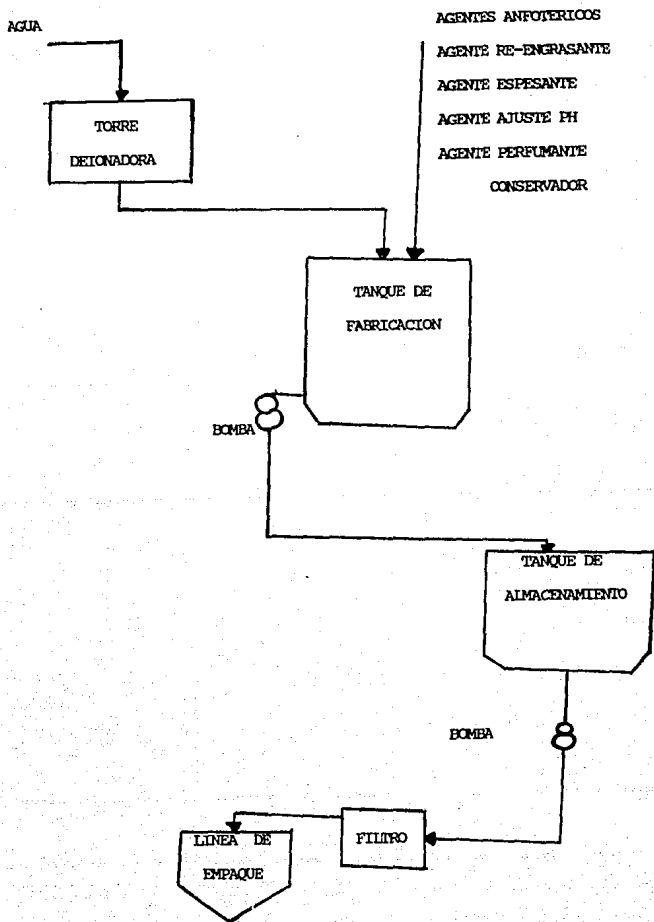 AGUA
AGENTES ANFOTERICOS
AGENTE RE-ENGRASANTE
AGENTE ESPESANTE
AGENTE AJUSTE PH
AGENTE PERFUMANTE
CONSERVADOR
TORRE
DEIONADORA
TANQUE DE
FABRICACION
BOMBA
TANQUE DE
ALMACENAMIENTO
BOMBA
FILTRO
LINEA DE
EMPAQUE